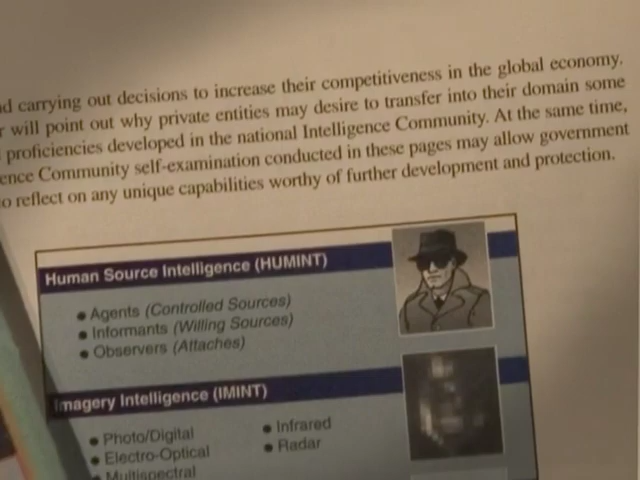 nd carrying out decisions to increase their competitiveness in the global economy.
r will point out why private entities may desire to transfer into their domain some
proficiencies developed in the national Intelligence Community. At the same time,
ence Community self-examination conducted in these pages may allow government
o reflect on any unique capabilities worthy of further development and protection.
Human Source Intelligence (HUMINT)
● Agents (Controlled Sources)
● Informants (Willing Sources)
● Observers (Attaches)
Imagery Intelligence (IMINT)
● Photo/Digital ● Infrared
● Electro-Optical ● Radar
● Multispectral